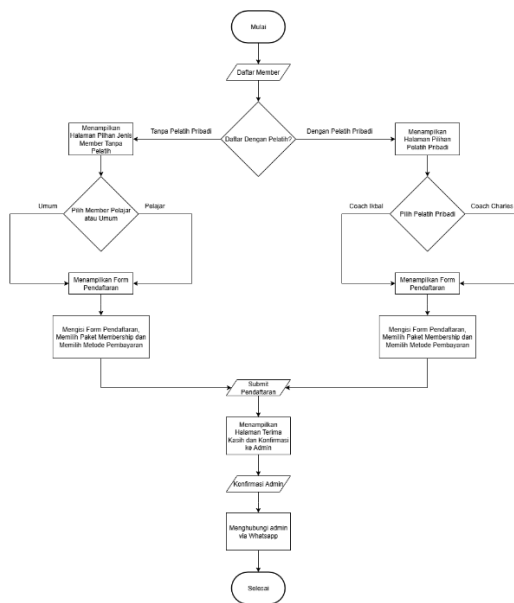 Mulai
Daftar Member
Daftar Dengan Pelatih?
Tanpa Pelatih Pribadi
Dengan Pelatih Pribadi
Menampilkan
Halaman Pilihan Jenis
Member Tanpa
Pelatih
Menampilkan
Halaman Pilihan
Pelatih Pribadi
Umum
Pilih Member Pelajar
atau Umum
Pelajar
Coach Ikbal
Pilih Pelatih Pribadi
Coach Charles
Menampilkan Form
Pendaftaran
Menampilkan Form
Pendaftaran
Mengisi Form Pendaftaran,
Memilih Paket Membership dan
Memilih Metode Pembayaran
Mengisi Form Pendaftaran,
Memilih Paket Membership dan
Memilih Metode Pembayaran
Submit
Pendaftaran
Menampilkan
Halaman Terima
Kasih dan Konfirmasi
ke Admin
Konfirmasi Admin
Menghubungi admin
via Whatsapp
Selesai